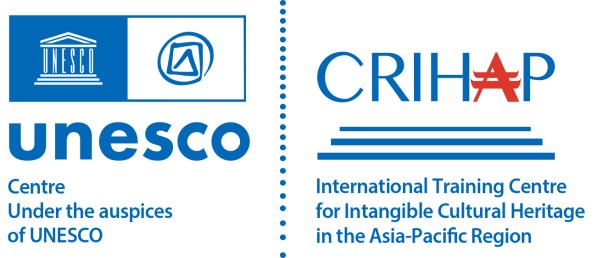 UNESCO
unesco
Centre
Under the auspices
of UNESCO
CRIHAP
International Training Centre
for Intangible Cultural Heritage
in the Asia-Pacific Region